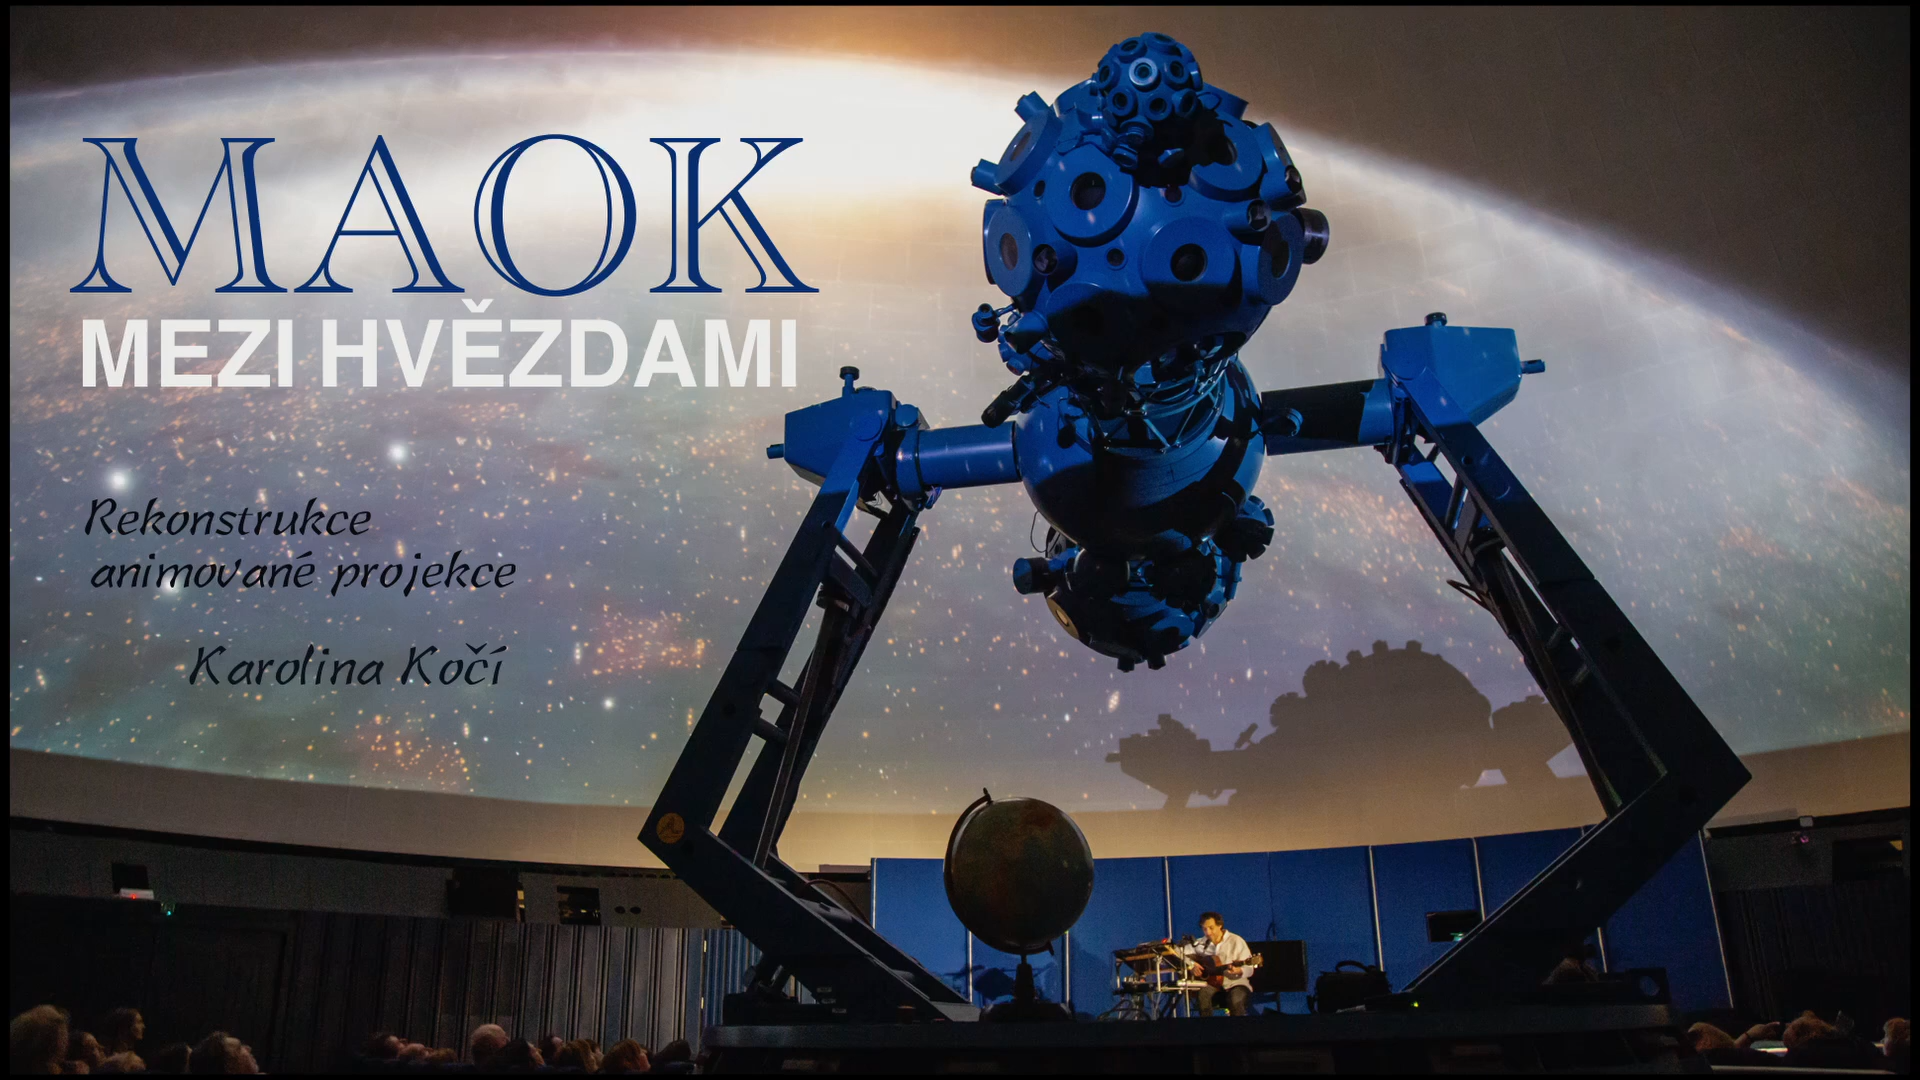 MAOK
MEZI HVĚZDAMI
Rekonstrukce
animované projekce
Karolina Kočí